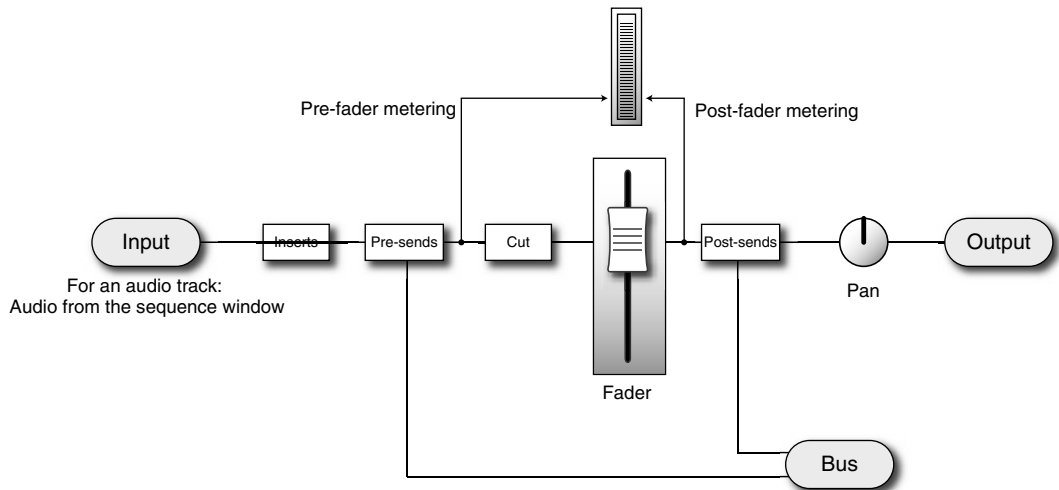 Pre-fader metering
Post-fader metering
Input
Inserts
Pre-sends
Cut
Post-sends
Output
For an audio track:
Audio from the sequence window
Pan
Fader
Bus